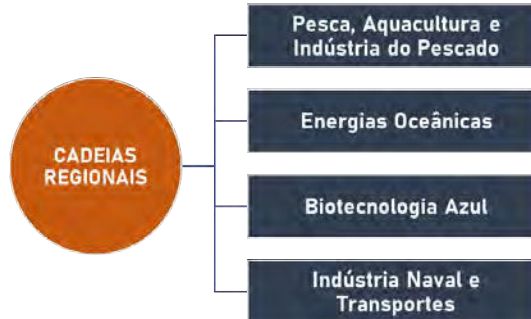 CADEIAS
REGIONAIS
Pesca, Aquacultura e
Indústria do Pescado
Energias Oceânicas
Biotecnologia Azul
Indústria Naval e
Transportes